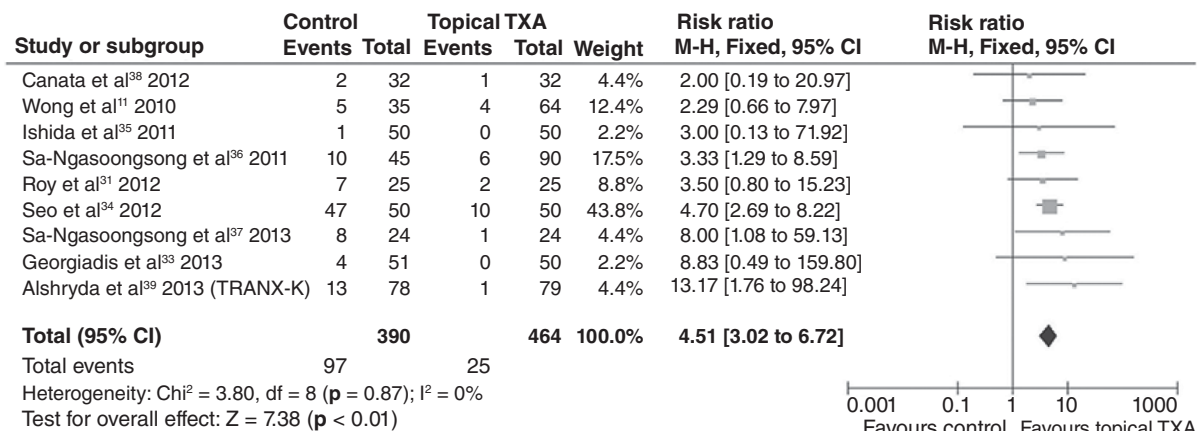 Control Topical TXA Risk ratio Risk ratio
Study or subgroup Events Total Events Total Weight M-H, Fixed, 95% CI M-H, Fixed, 95% CI
Canata et al³⁸ 2012 2 32 1 32 4.4% 2.00 [0.19 to 20.97]
Wong et al¹¹ 2010 5 35 4 64 12.4% 2.29 [0.66 to 7.97]
Ishida et al³⁵ 2011 1 50 0 50 2.2% 3.00 [0.13 to 71.92]
Sa-Ngasoongsong et al³⁶ 2011 10 45 6 90 17.5% 3.33 [1.29 to 8.59]
Roy et al³¹ 2012 7 25 2 25 8.8% 3.50 [0.80 to 15.23]
Seo et al³⁴ 2012 47 50 10 50 43.8% 4.70 [2.69 to 8.22]
Sa-Ngasoongsong et al³⁷ 2013 8 24 1 24 4.4% 8.00 [1.08 to 59.13]
Georgiadis et al³³ 2013 4 51 0 50 2.2% 8.83 [0.49 to 159.80]
Alshryda et al³⁹ 2013 (TRANX-K) 13 78 1 79 4.4% 13.17 [1.76 to 98.24]
Total (95% CI) 390 464 100.0% 4.51 [3.02 to 6.72]
Total events 97 25
Heterogeneity: Chi² = 3.80, df = 8 (p = 0.87); I² = 0%
Test for overall effect: Z = 7.38 (p < 0.01)
0.001 0.1 1 10 1000
Favours control Favours topical TXA